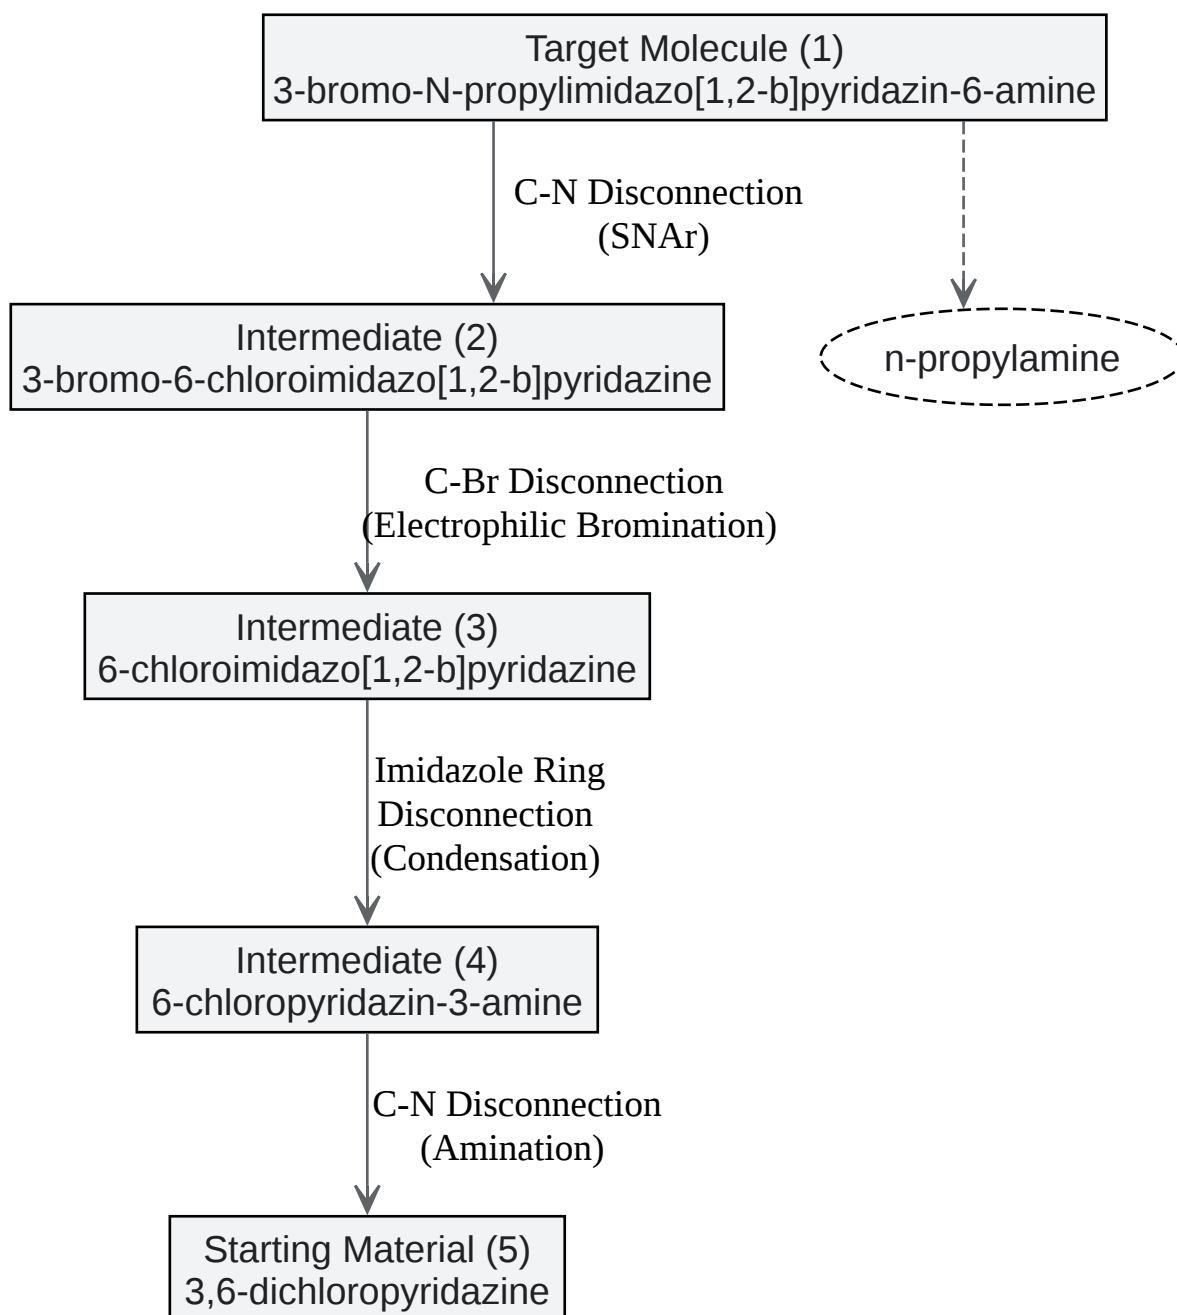 Target Molecule (1)
3-bromo-N-propylimidazo[1,2-b]pyridazin-6-amine
C-N Disconnection
(SNAr)
Intermediate (2)
3-bromo-6-chloroimidazo[1,2-b]pyridazine
n-propylamine
C-Br Disconnection
(Electrophilic Bromination)
Intermediate (3)
6-chloroimidazo[1,2-b]pyridazine
Imidazole Ring
Disconnection
(Condensation)
Intermediate (4)
6-chloropyridazin-3-amine
C-N Disconnection
(Amination)
Starting Material (5)
3,6-dichloropyridazine